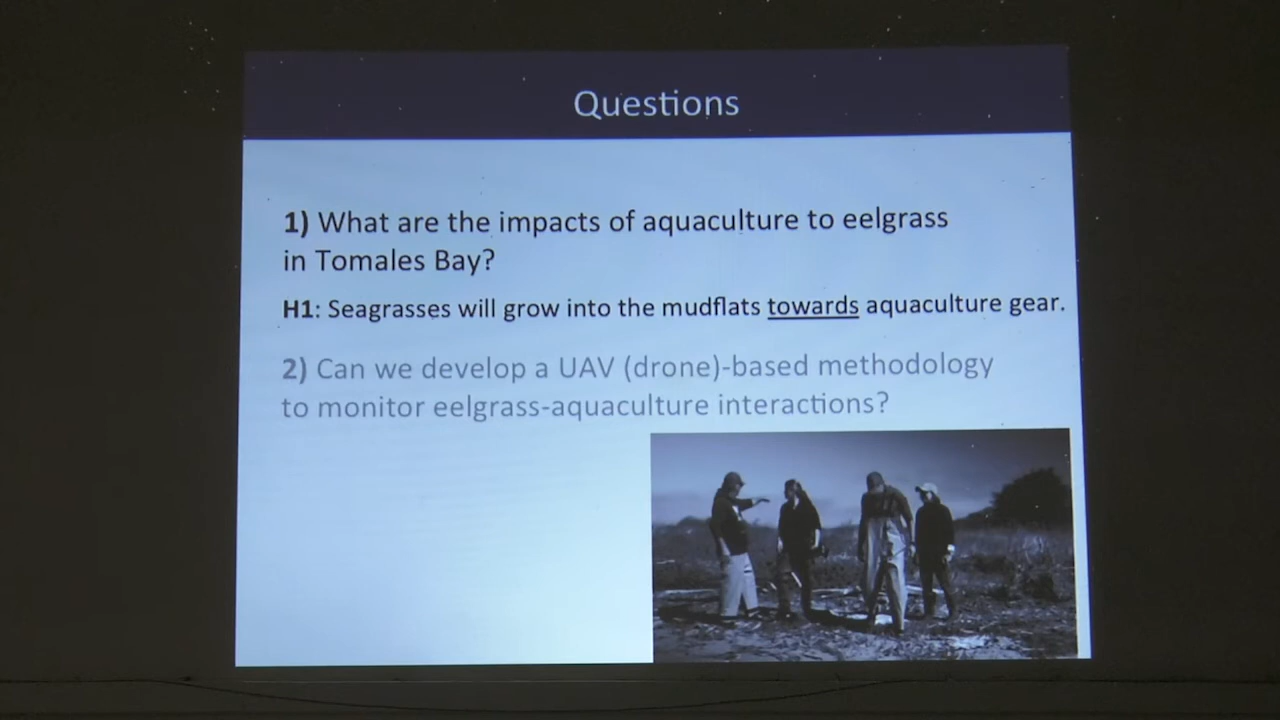 Questions
1) What are the impacts of aquaculture to eelgrass
in Tomales Bay?
H1: Seagrasses will grow into the mudflats towards aquaculture gear.
2) Can we develop a UAV (drone)-based methodology
to monitor eelgrass-aquaculture interactions?